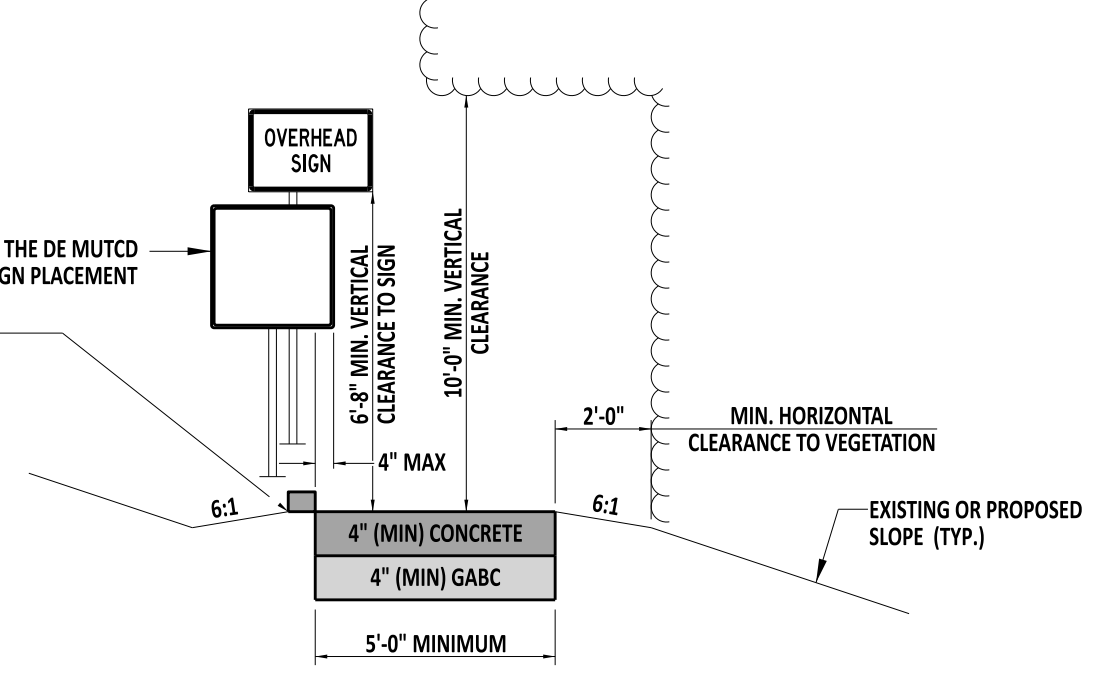 OVERHEAD
SIGN
THE DE MUTCD
PLACEMENT
6'-8" MIN. VERTICAL
CLEARANCE TO SIGN
10'-0" MIN. VERTICAL
CLEARANCE
2'-0"
MIN. HORIZONTAL
CLEARANCE TO VEGETATION
4" MAX
6:1
6:1
EXISTING OR PROPOSED
SLOPE (TYP.)
4" (MIN) CONCRETE
4" (MIN) GABC
5'-0" MINIMUM